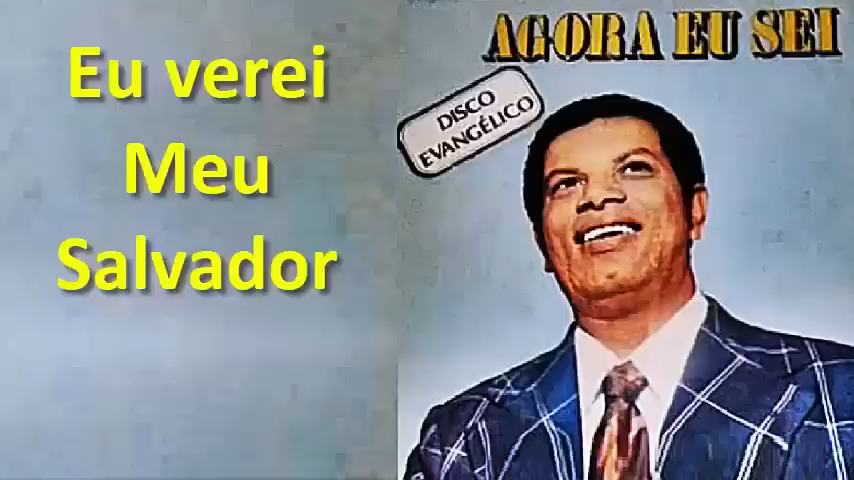 Eu verei
Meu
Salvador
AGORA EU SEI
DISCO
EVANGÉLICO